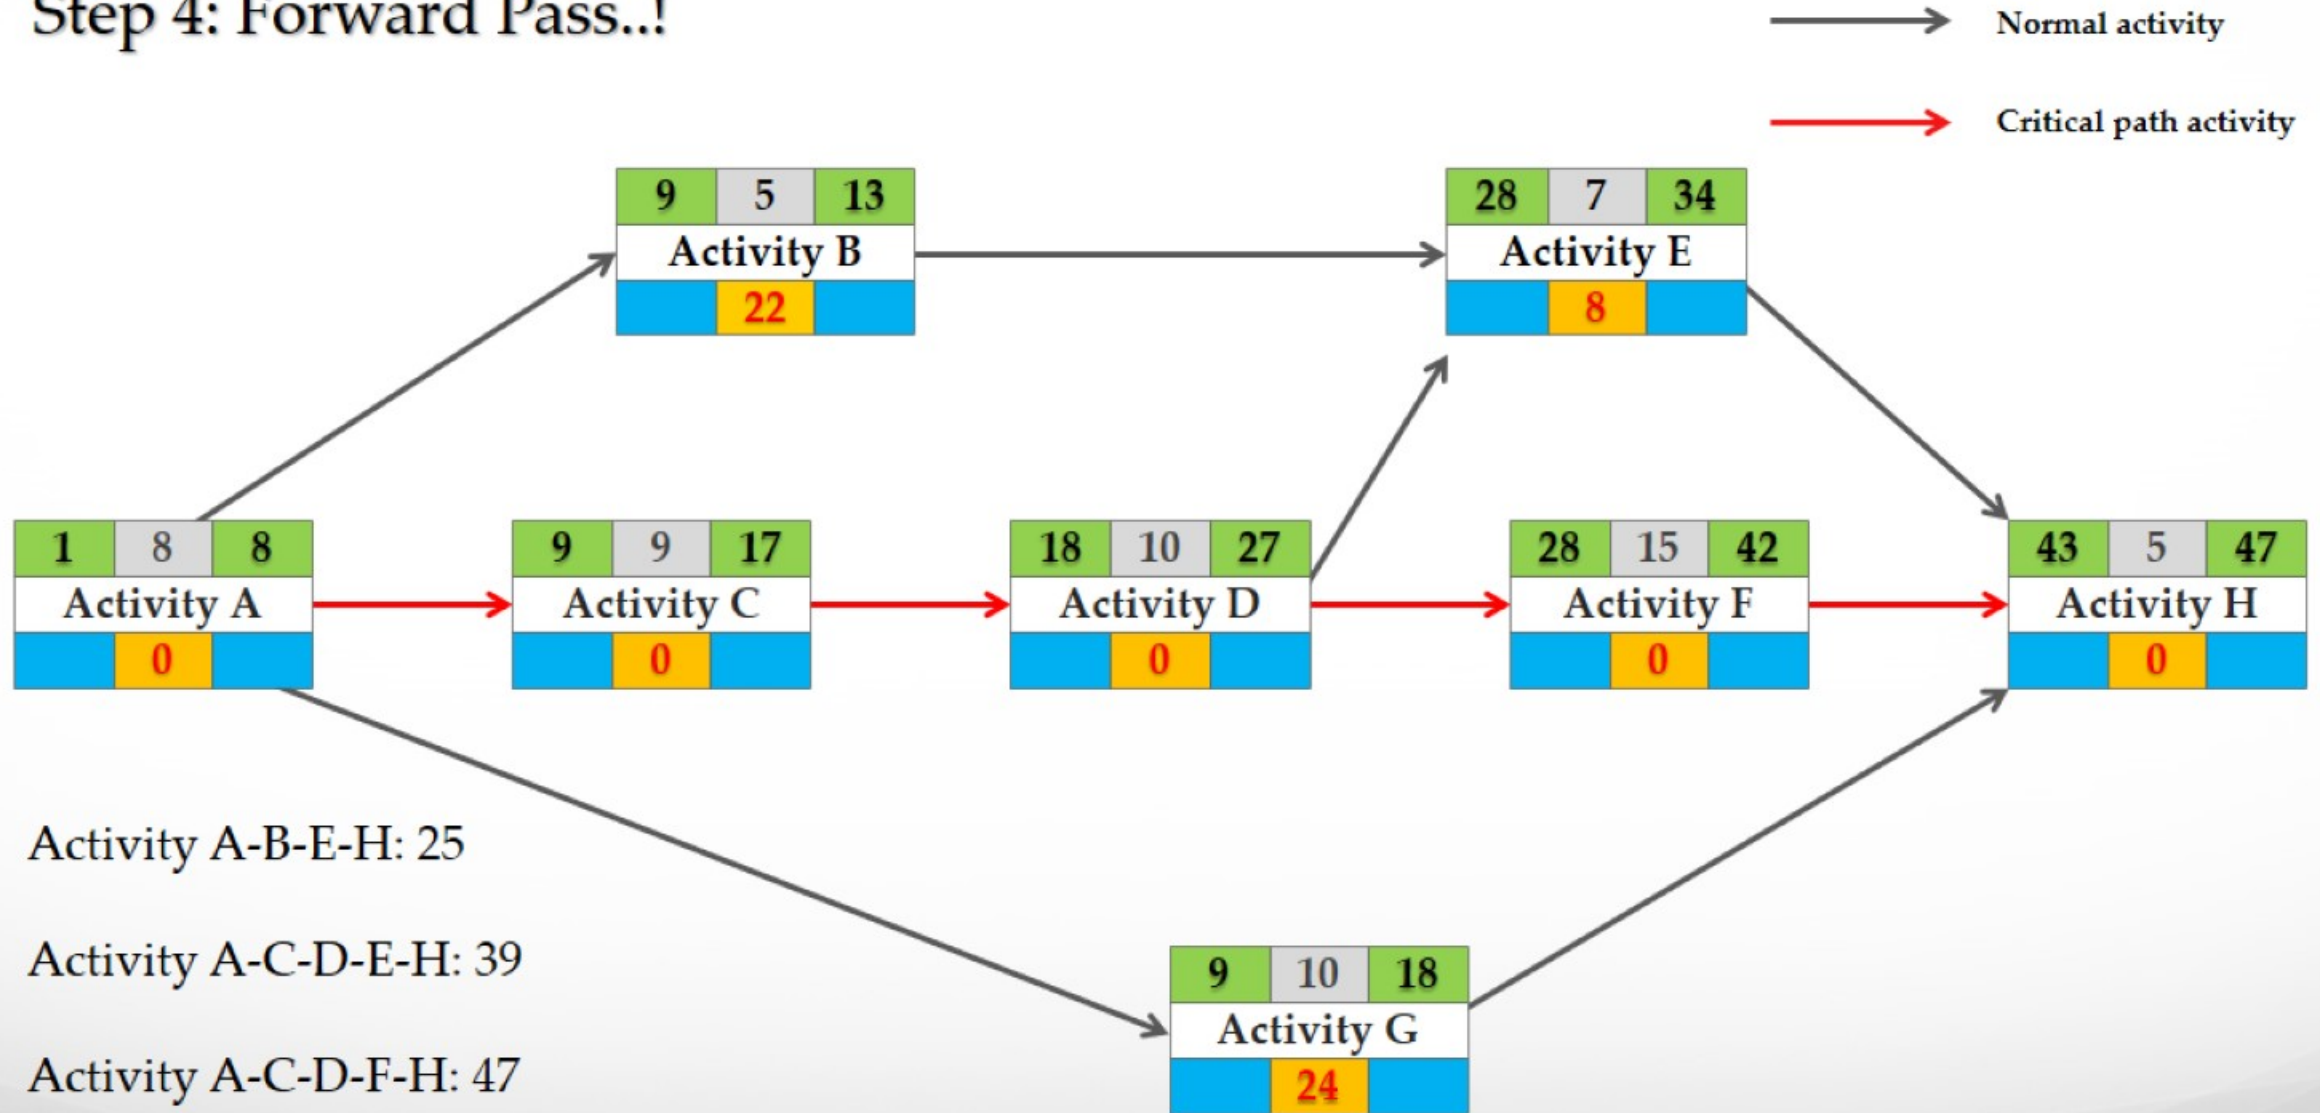 Step 4: Forward Pass..!
Normal activity
Critical path activity
9 5 13
Activity B
22
28 7 34
Activity E
8
1 8 8
Activity A
0
9 9 17
Activity C
0
18 10 27
Activity D
0
28 15 42
Activity F
0
43 5 47
Activity H
0
9 10 18
Activity G
24
Activity A-B-E-H: 25
Activity A-C-D-E-H: 39
Activity A-C-D-F-H: 47